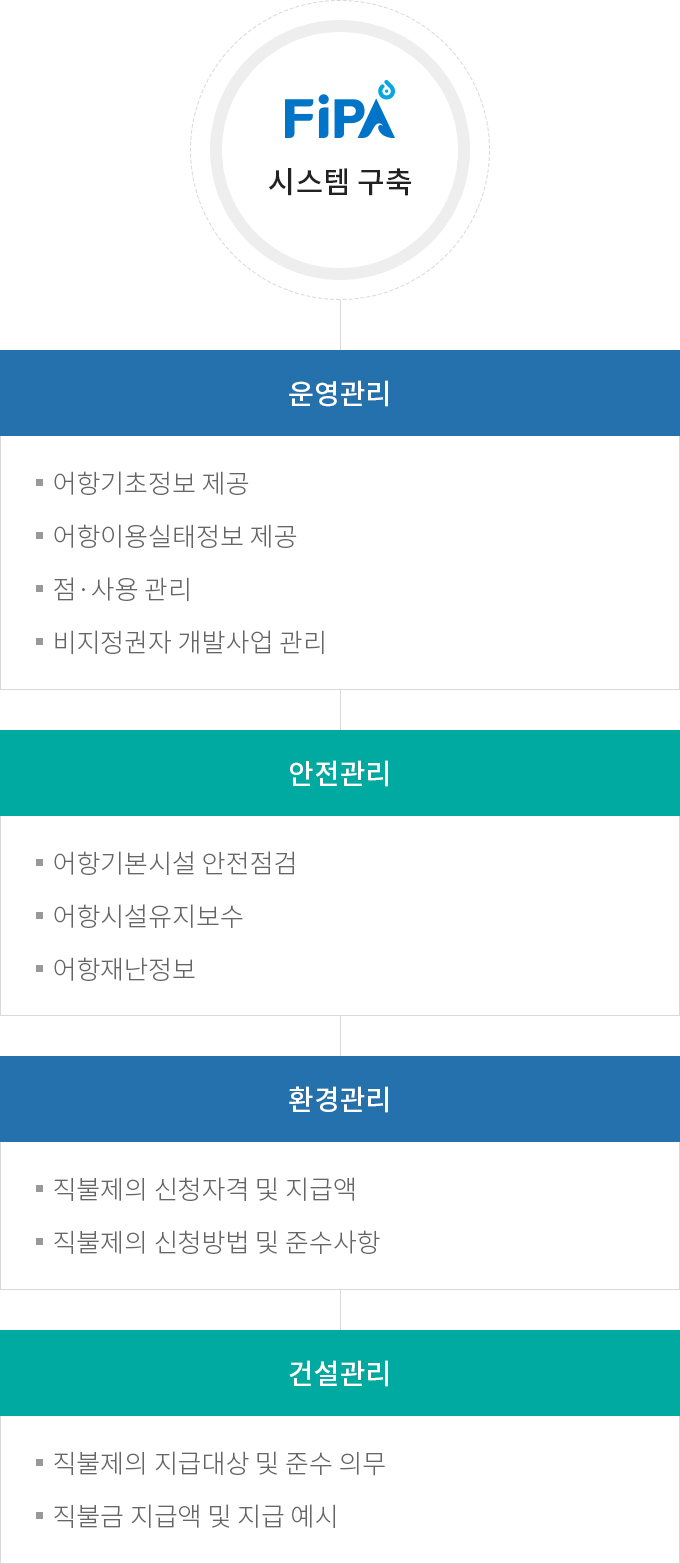 FiPA
시스템 구축
운영관리
어항기초정보 제공
어항이용실태정보 제공
점·사용 관리
비지정권자 개발사업 관리
안전관리
어항기본시설 안전점검
어항시설유지보수
어항재난정보
환경관리
직불제의 신청자격 및 지급액
직불제의 신청방법 및 준수사항
건설관리
직불제의 지급대상 및 준수 의무
직불금 지급액 및 지급 예시